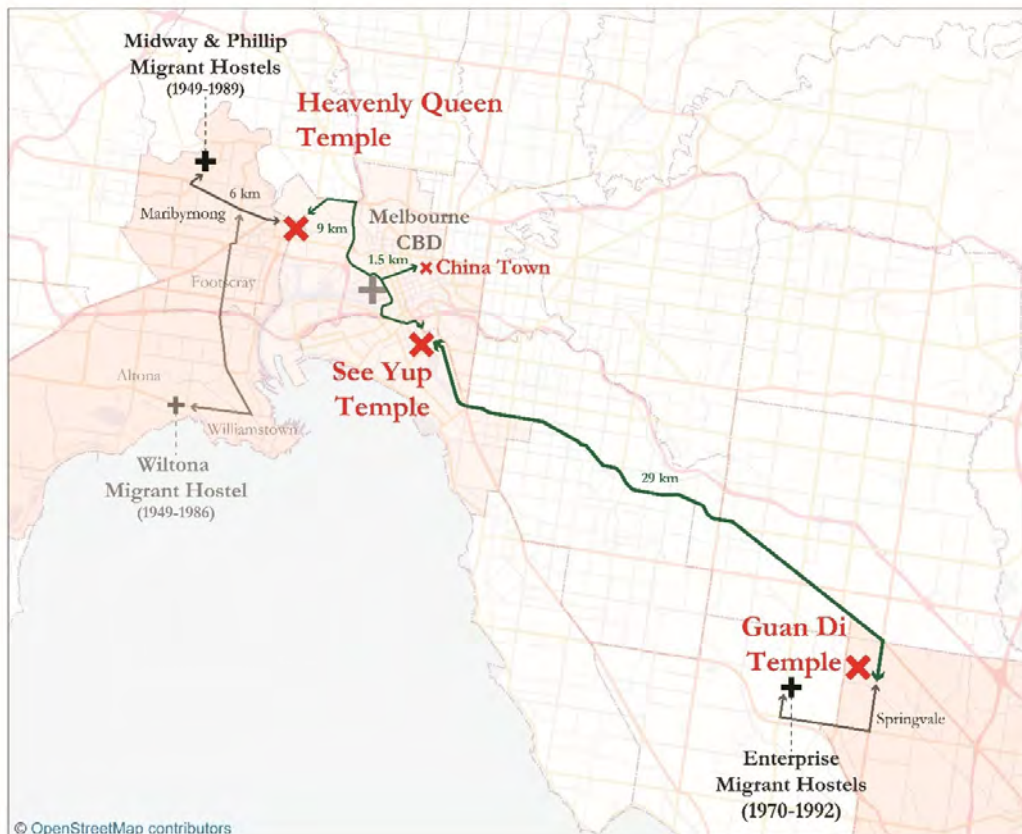 Midway & Phillip
Migrant Hostels
(1949-1989)
Heavenly Queen
Temple
6 km
Maribymong
9 km
Melbourne
CBD
1.5 km
China Town
Footscray
See Yup
Temple
Altona
Williamstown
Wiltona
Migrant Hostel
(1949-1986)
29 km
Guan Di
Temple
Springvale
Enterprise
Migrant Hostels
(1970-1992)
© OpenStreetMap contributors